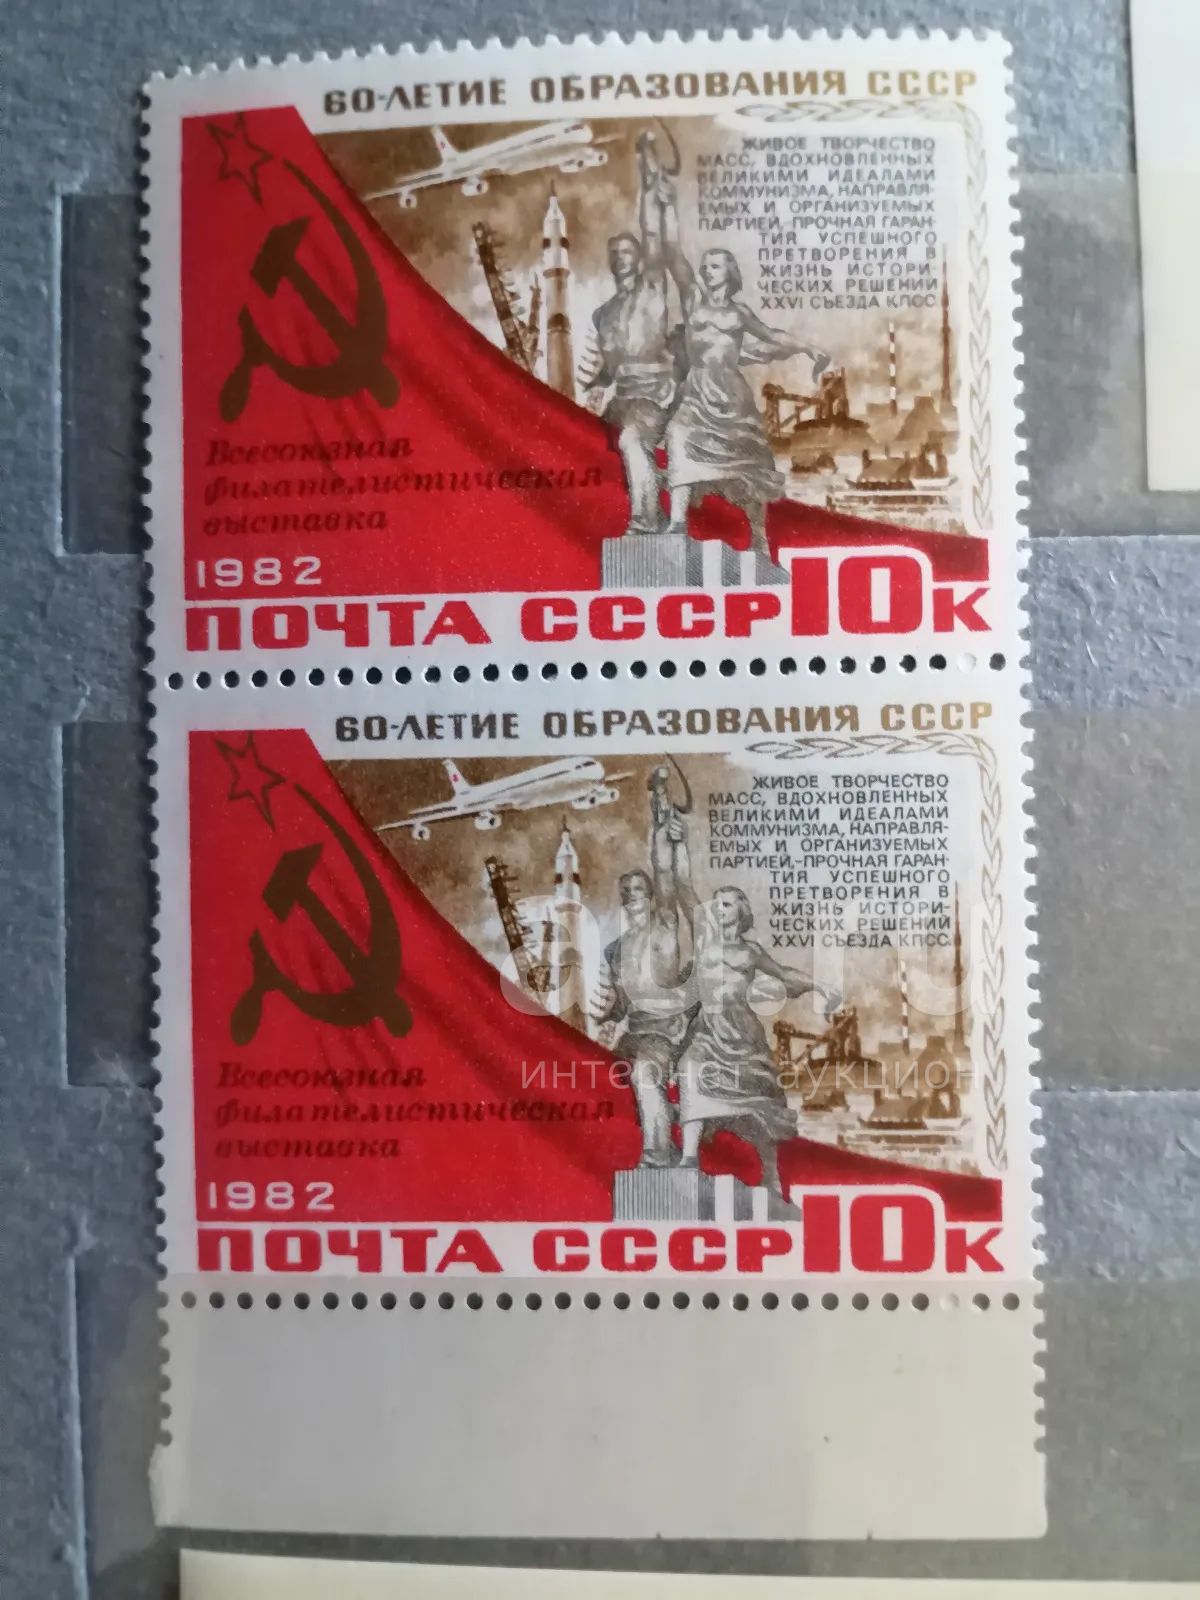 60-ЛЕТИЕ ОБРАЗОВАНИЯ СССР
ЖИВОЕ ТВОРЧЕСТВО
МАСС, ВДОХНОВЛЕННЫХ
ВЕЛИКИМИ ИДЕАЛАМИ
КОММУНИЗМА, НАПРАВЛЯ-
ЕМЫХ И ОРГАНИЗУЕМЫХ
ПАРТИЕЙ,-ПРОЧНАЯ ГАРАН-
ТИЯ УСПЕШНОГО
ПРЕТВОРЕНИЯ В
ЖИЗНЬ ИСТОРИ-
ЧЕСКИХ РЕШЕНИЙ
XXVI СЪЕЗДА КПСС.
Всесоюзная
филателистическая
выставка
1982
ПОЧТА СССР 10К
60-ЛЕТИЕ ОБРАЗОВАНИЯ СССР
ЖИВОЕ ТВОРЧЕСТВО
МАСС, ВДОХНОВЛЕННЫХ
ВЕЛИКИМИ ИДЕАЛАМИ
КОММУНИЗМА, НАПРАВЛЯ-
ЕМЫХ И ОРГАНИЗУЕМЫХ
ПАРТИЕЙ,-ПРОЧНАЯ ГАРАН-
ТИЯ УСПЕШНОГО
ПРЕТВОРЕНИЯ В
ЖИЗНЬ ИСТОРИ-
ЧЕСКИХ РЕШЕНИЙ
XXVI СЪЕЗДА КПСС.
au.ru
интернет-аукцион
Всесоюзная
филателистическая
выставка
1982
ПОЧТА СССР 10К